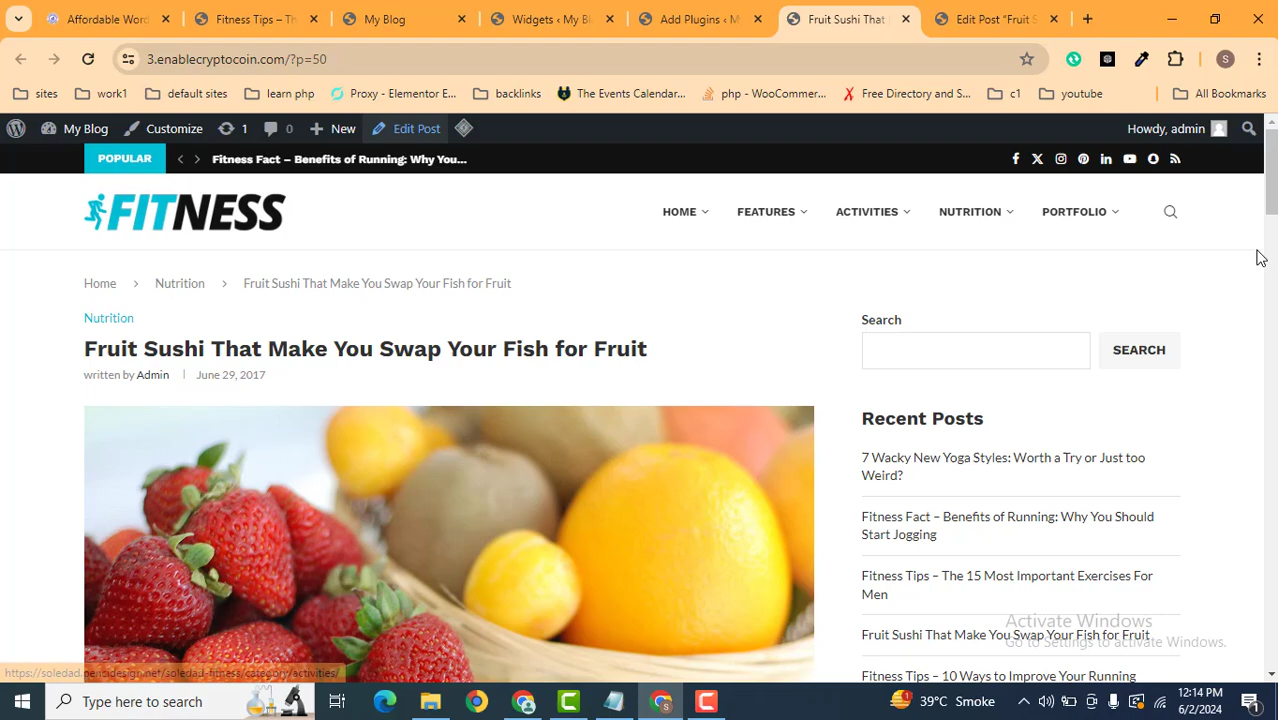 Affordable Word
Fitness Tips – Th
My Blog
Widgets ‹ My Bl
Add Plugins ‹ M
Fruit Sushi That
Edit Post “Fruit S
3.enablecryptocoin.com/?p=50
sites
work1
default sites
learn php
Proxy - Elementor E...
backlinks
The Events Calendar...
php - WooCommer...
Free Directory and S...
c1
youtube
All Bookmarks
My Blog
Customize
1
0
New
Edit Post
Howdy, admin
POPULAR
Fitness Fact – Benefits of Running: Why You...
FITNESS
HOME
FEATURES
ACTIVITIES
NUTRITION
PORTFOLIO
Home > Nutrition > Fruit Sushi That Make You Swap Your Fish for Fruit
Nutrition
Fruit Sushi That Make You Swap Your Fish for Fruit
written by Admin | June 29, 2017
Search
SEARCH
Recent Posts
7 Wacky New Yoga Styles: Worth a Try or Just too
Weird?
Fitness Fact – Benefits of Running: Why You Should
Start Jogging
Fitness Tips – The 15 Most Important Exercises For
Men
Fruit Sushi That Make You Swap Your Fish for Fruit
Fitness Tips – 10 Ways to Improve Your Running
Activate Windows
Go to Settings to activate Windows.
https://soledad.pencidesign.net/soledad-fitness/category/activities/
Type here to search
39°C Smoke
12:14 PM
6/2/2024